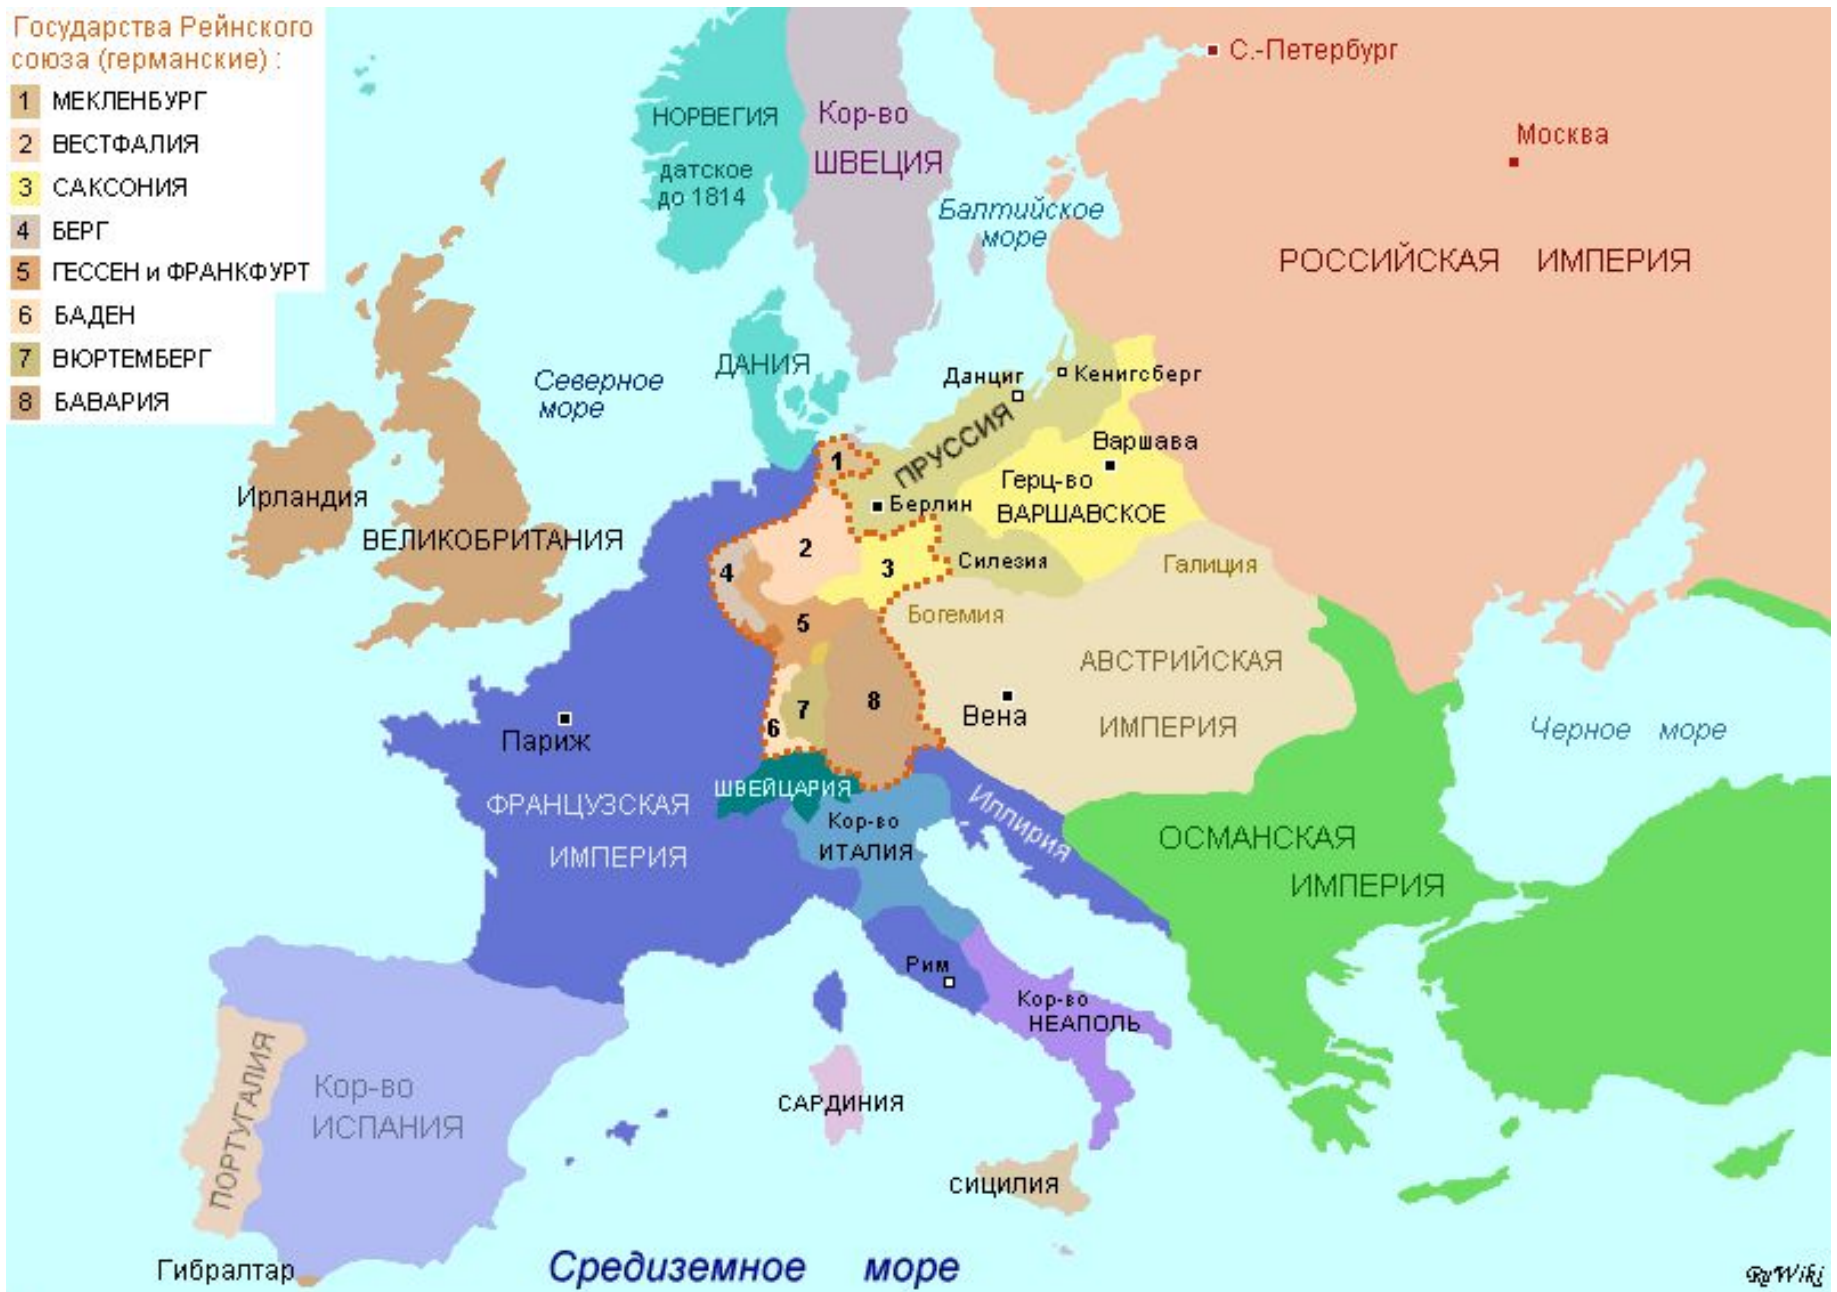 Государства Рейнского
союза (германские) :
1 МЕКЛЕНБУРГ
2 ВЕСТФАЛИЯ
3 САКСОНИЯ
4 БЕРГ
5 ГЕССЕН и ФРАНКФУРТ
6 БАДЕН
7 ВЮРТЕМБЕРГ
8 БАВАРИЯ
С.-Петербург
НОРВЕГИЯ
датское
до 1814
Кор-во
ШВЕЦИЯ
Москва
Балтийское
море
РОССИЙСКАЯ ИМПЕРИЯ
Северное
море
ДАНИЯ
Данциг
Кенигсберг
ПРУССИЯ
Варшава
Герц-во
ВАРШАВСКОЕ
Берлин
Ирландия
ВЕЛИКОБРИТАНИЯ
1
2
3
4
5
6
7
8
Силезия
Галиция
Богемия
АВСТРИЙСКАЯ
ИМПЕРИЯ
Вена
Черное море
Париж
ФРАНЦУЗСКАЯ
ИМПЕРИЯ
ШВЕЙЦАРИЯ
Кор-во
ИТАЛИЯ
Иллирия
ОСМАНСКАЯ
ИМПЕРИЯ
Рим
Кор-во
НЕАПОЛЬ
ПОРТУГАЛИЯ
Кор-во
ИСПАНИЯ
САРДИНИЯ
СИЦИЛИЯ
Гибралтар
Средиземное море
РуWiki